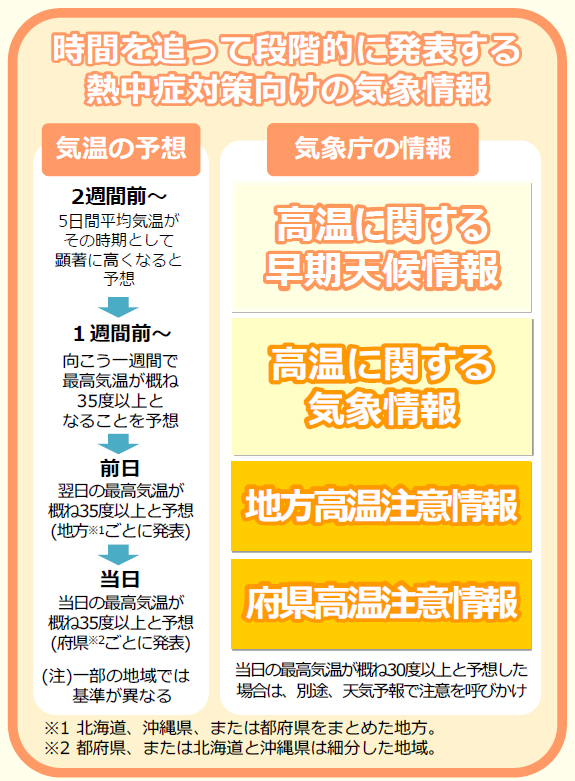 時間を追って段階的に発表する
熱中症対策向けの気象情報
気温の予想
気象庁の情報
2週間前～
5日間平均気温が
その時期として
顕著に高くなると
予想
高温に関する
早期天候情報
１週間前～
向こう一週間で
最高気温が概ね
35度以上と
なることを予想
高温に関する
気象情報
前日
翌日の最高気温が
概ね35度以上と予想
(地方※1ごとに発表)
地方高温注意情報
当日
当日の最高気温が
概ね35度以上と予想
(府県※2ごとに発表)
府県高温注意情報
(注)一部の地域では
基準が異なる
当日の最高気温が概ね30度以上と予想した
場合は、別途、天気予報で注意を呼びかけ
※1 北海道、沖縄県、または都府県をまとめた地方。
※2 都府県、または北海道と沖縄県は細分した地域。